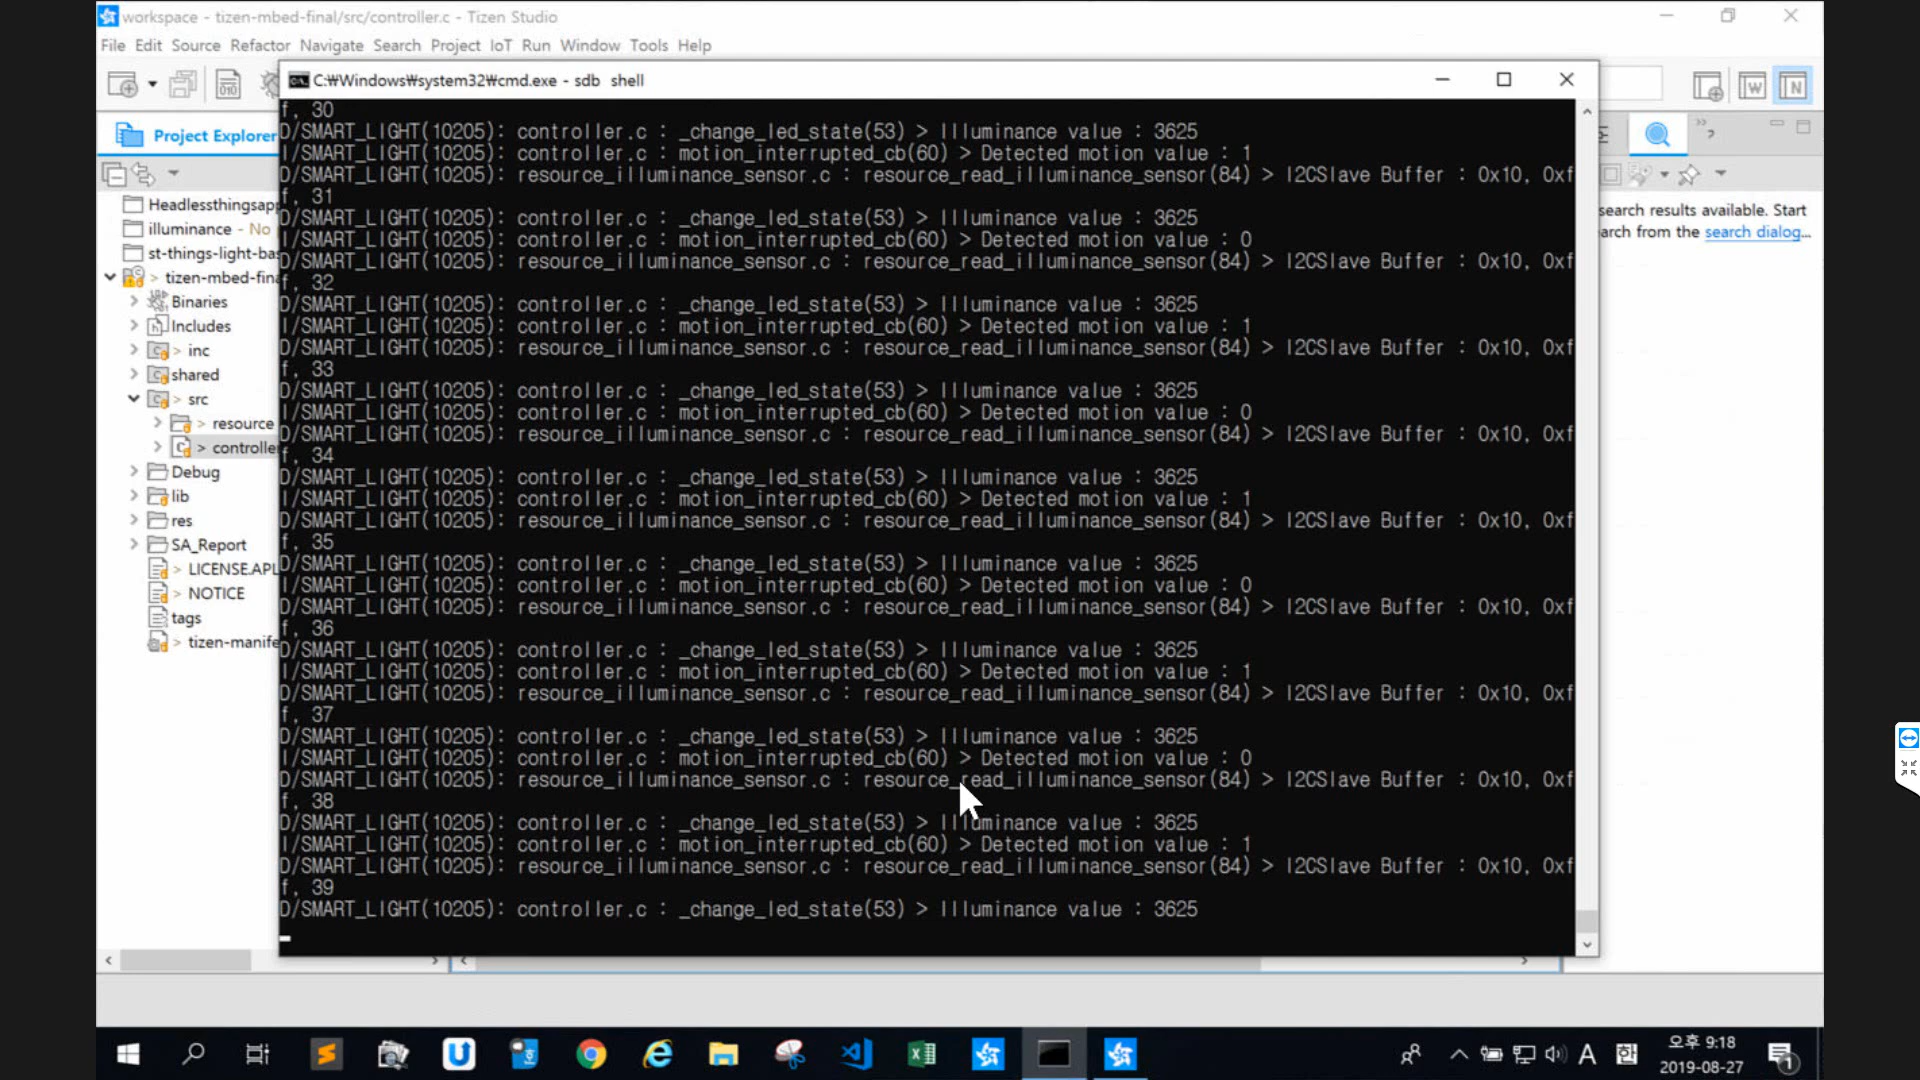 workspace - tizen-mbed-final/src/controller.c - Tizen Studio
File Edit Source Refactor Navigate Search Project IoT Run Window Tools Help
C:₩Windows₩system32₩cmd.exe - sdb shell
Project Explorer
Headlessthingsapp
illuminance - No
st-things-light-bas
> tizen-mbed-fina
Binaries
Includes
> inc
shared
> src
> resource
> controlle
Debug
lib
res
SA_Report
> LICENSE.APL
> NOTICE
tags
> tizen-manife
f, 30
D/SMART_LIGHT(10205): controller.c : _change_led_state(53) > Illuminance value : 3625
I/SMART_LIGHT(10205): controller.c : motion_interrupted_cb(60) > Detected motion value : 1
D/SMART_LIGHT(10205): resource_illuminance_sensor.c : resource_read_illuminance_sensor(84) > I2CSlave Buffer : 0x10, 0xf
f, 31
D/SMART_LIGHT(10205): controller.c : _change_led_state(53) > Illuminance value : 3625
I/SMART_LIGHT(10205): controller.c : motion_interrupted_cb(60) > Detected motion value : 0
D/SMART_LIGHT(10205): resource_illuminance_sensor.c : resource_read_illuminance_sensor(84) > I2CSlave Buffer : 0x10, 0xf
f, 32
D/SMART_LIGHT(10205): controller.c : _change_led_state(53) > Illuminance value : 3625
I/SMART_LIGHT(10205): controller.c : motion_interrupted_cb(60) > Detected motion value : 1
D/SMART_LIGHT(10205): resource_illuminance_sensor.c : resource_read_illuminance_sensor(84) > I2CSlave Buffer : 0x10, 0xf
f, 33
D/SMART_LIGHT(10205): controller.c : _change_led_state(53) > Illuminance value : 3625
I/SMART_LIGHT(10205): controller.c : motion_interrupted_cb(60) > Detected motion value : 0
D/SMART_LIGHT(10205): resource_illuminance_sensor.c : resource_read_illuminance_sensor(84) > I2CSlave Buffer : 0x10, 0xf
f, 34
D/SMART_LIGHT(10205): controller.c : _change_led_state(53) > Illuminance value : 3625
I/SMART_LIGHT(10205): controller.c : motion_interrupted_cb(60) > Detected motion value : 1
D/SMART_LIGHT(10205): resource_illuminance_sensor.c : resource_read_illuminance_sensor(84) > I2CSlave Buffer : 0x10, 0xf
f, 35
D/SMART_LIGHT(10205): controller.c : _change_led_state(53) > Illuminance value : 3625
I/SMART_LIGHT(10205): controller.c : motion_interrupted_cb(60) > Detected motion value : 0
D/SMART_LIGHT(10205): resource_illuminance_sensor.c : resource_read_illuminance_sensor(84) > I2CSlave Buffer : 0x10, 0xf
f, 36
D/SMART_LIGHT(10205): controller.c : _change_led_state(53) > Illuminance value : 3625
I/SMART_LIGHT(10205): controller.c : motion_interrupted_cb(60) > Detected motion value : 1
D/SMART_LIGHT(10205): resource_illuminance_sensor.c : resource_read_illuminance_sensor(84) > I2CSlave Buffer : 0x10, 0xf
f, 37
D/SMART_LIGHT(10205): controller.c : _change_led_state(53) > Illuminance value : 3625
I/SMART_LIGHT(10205): controller.c : motion_interrupted_cb(60) > Detected motion value : 0
D/SMART_LIGHT(10205): resource_illuminance_sensor.c : resource_read_illuminance_sensor(84) > I2CSlave Buffer : 0x10, 0xf
f, 38
D/SMART_LIGHT(10205): controller.c : _change_led_state(53) > Illuminance value : 3625
I/SMART_LIGHT(10205): controller.c : motion_interrupted_cb(60) > Detected motion value : 1
D/SMART_LIGHT(10205): resource_illuminance_sensor.c : resource_read_illuminance_sensor(84) > I2CSlave Buffer : 0x10, 0xf
f, 39
D/SMART_LIGHT(10205): controller.c : _change_led_state(53) > Illuminance value : 3625
search results available. Start
arch from the search dialog...
A 한
오후 9:18
2019-08-27
1